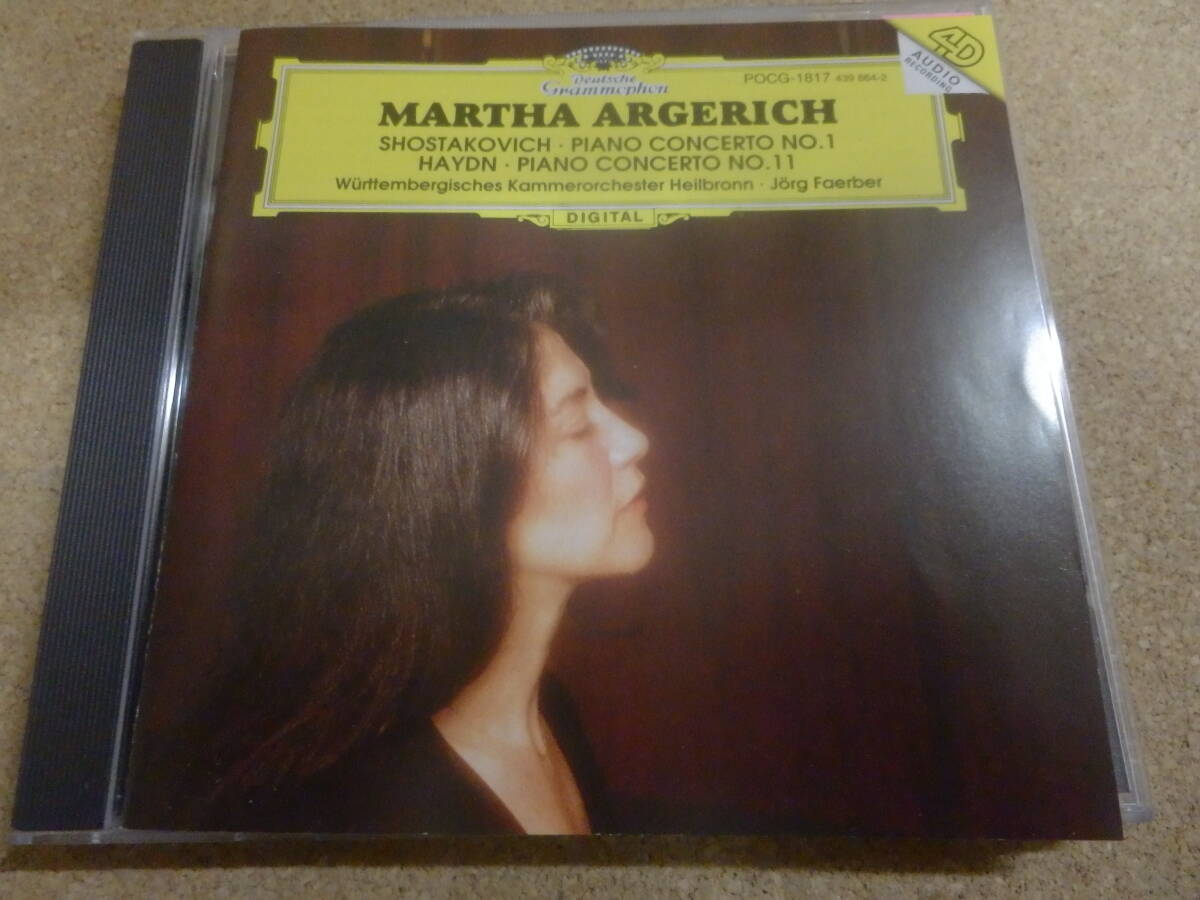 Deutsche
Grammophon
POCG-1817 439 864-2
4D
AUDIO
RECORDING
MARTHA ARGERICH
SHOSTAKOVICH · PIANO CONCERTO NO.1
HAYDN · PIANO CONCERTO NO.11
Württembergisches Kammerorchester Heilbronn · Jörg Faerber
DIGITAL